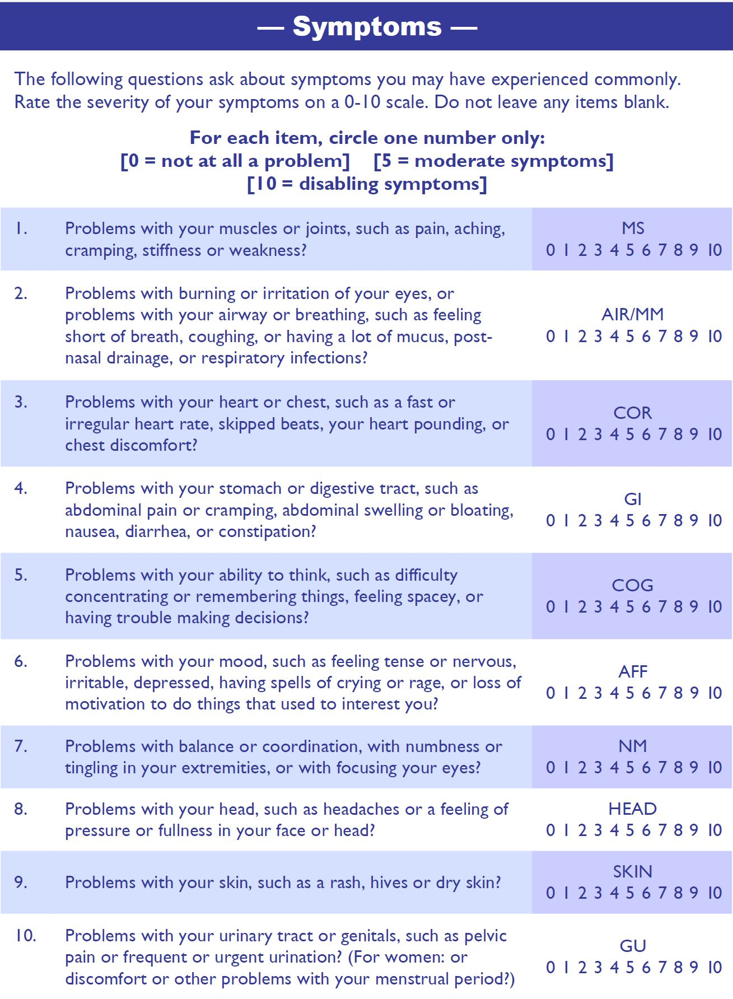 — Symptoms —
The following questions ask about symptoms you may have experienced commonly.
Rate the severity of your symptoms on a 0-10 scale. Do not leave any items blank.
For each item, circle one number only:
[0 = not at all a problem] [5 = moderate symptoms]
[10 = disabling symptoms]
1. Problems with your muscles or joints, such as pain, aching,
cramping, stiffness or weakness?
MS
0 1 2 3 4 5 6 7 8 9 10
2. Problems with burning or irritation of your eyes, or
problems with your airway or breathing, such as feeling
short of breath, coughing, or having a lot of mucus, post-
nasal drainage, or respiratory infections?
AIR/MM
0 1 2 3 4 5 6 7 8 9 10
3. Problems with your heart or chest, such as a fast or
irregular heart rate, skipped beats, your heart pounding, or
chest discomfort?
COR
0 1 2 3 4 5 6 7 8 9 10
4. Problems with your stomach or digestive tract, such as
abdominal pain or cramping, abdominal swelling or bloating,
nausea, diarrhea, or constipation?
GI
0 1 2 3 4 5 6 7 8 9 10
5. Problems with your ability to think, such as difficulty
concentrating or remembering things, feeling spacey, or
having trouble making decisions?
COG
0 1 2 3 4 5 6 7 8 9 10
6. Problems with your mood, such as feeling tense or nervous,
irritable, depressed, having spells of crying or rage, or loss of
motivation to do things that used to interest you?
AFF
0 1 2 3 4 5 6 7 8 9 10
7. Problems with balance or coordination, with numbness or
tingling in your extremities, or with focusing your eyes?
NM
0 1 2 3 4 5 6 7 8 9 10
8. Problems with your head, such as headaches or a feeling of
pressure or fullness in your face or head?
HEAD
0 1 2 3 4 5 6 7 8 9 10
9. Problems with your skin, such as a rash, hives or dry skin?
SKIN
0 1 2 3 4 5 6 7 8 9 10
10. Problems with your urinary tract or genitals, such as pelvic
pain or frequent or urgent urination? (For women: or
discomfort or other problems with your menstrual period?)
GU
0 1 2 3 4 5 6 7 8 9 10